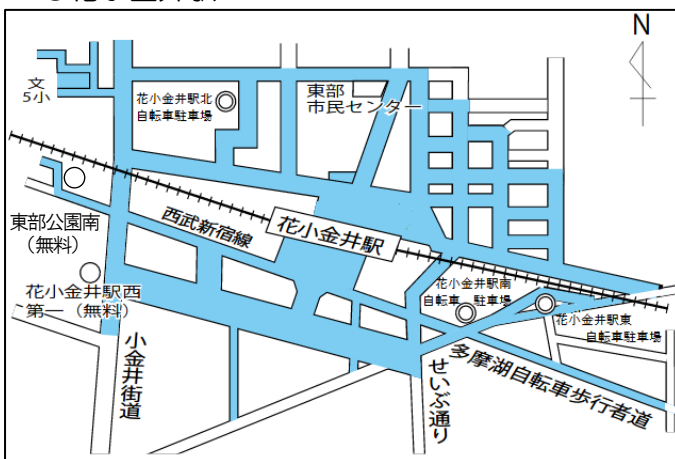 N
文
5小
花小金井駅北
自転車駐車場
東部
市民センター
東部公園南
(無料)
西武新宿線
花小金井駅
花小金井駅西
第一(無料)
花小金井駅南
自転車 駐車場
花小金井駅東
自転車駐車場
小金井街道
せいぶ通り
多摩湖自転車歩行者道